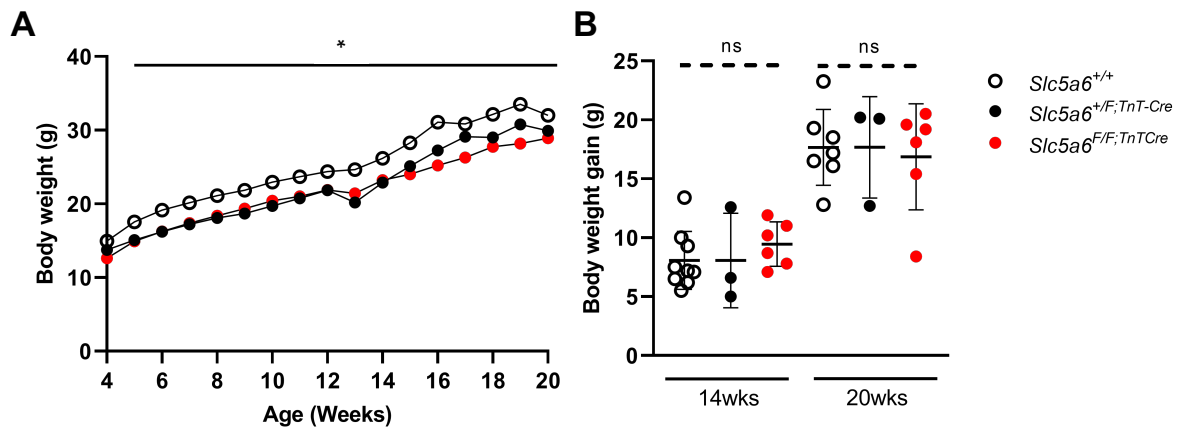 A
*
Body weight (g)
40
30
20
10
0
4 6 8 10 12 14 16 18 20
Age (Weeks)
B
ns ns
Body weight gain (g)
25
20
15
10
5
0
14wks 20wks
Slc5a6+/+
Slc5a6+/F;TnT-Cre
Slc5a6F/F;TnTCre